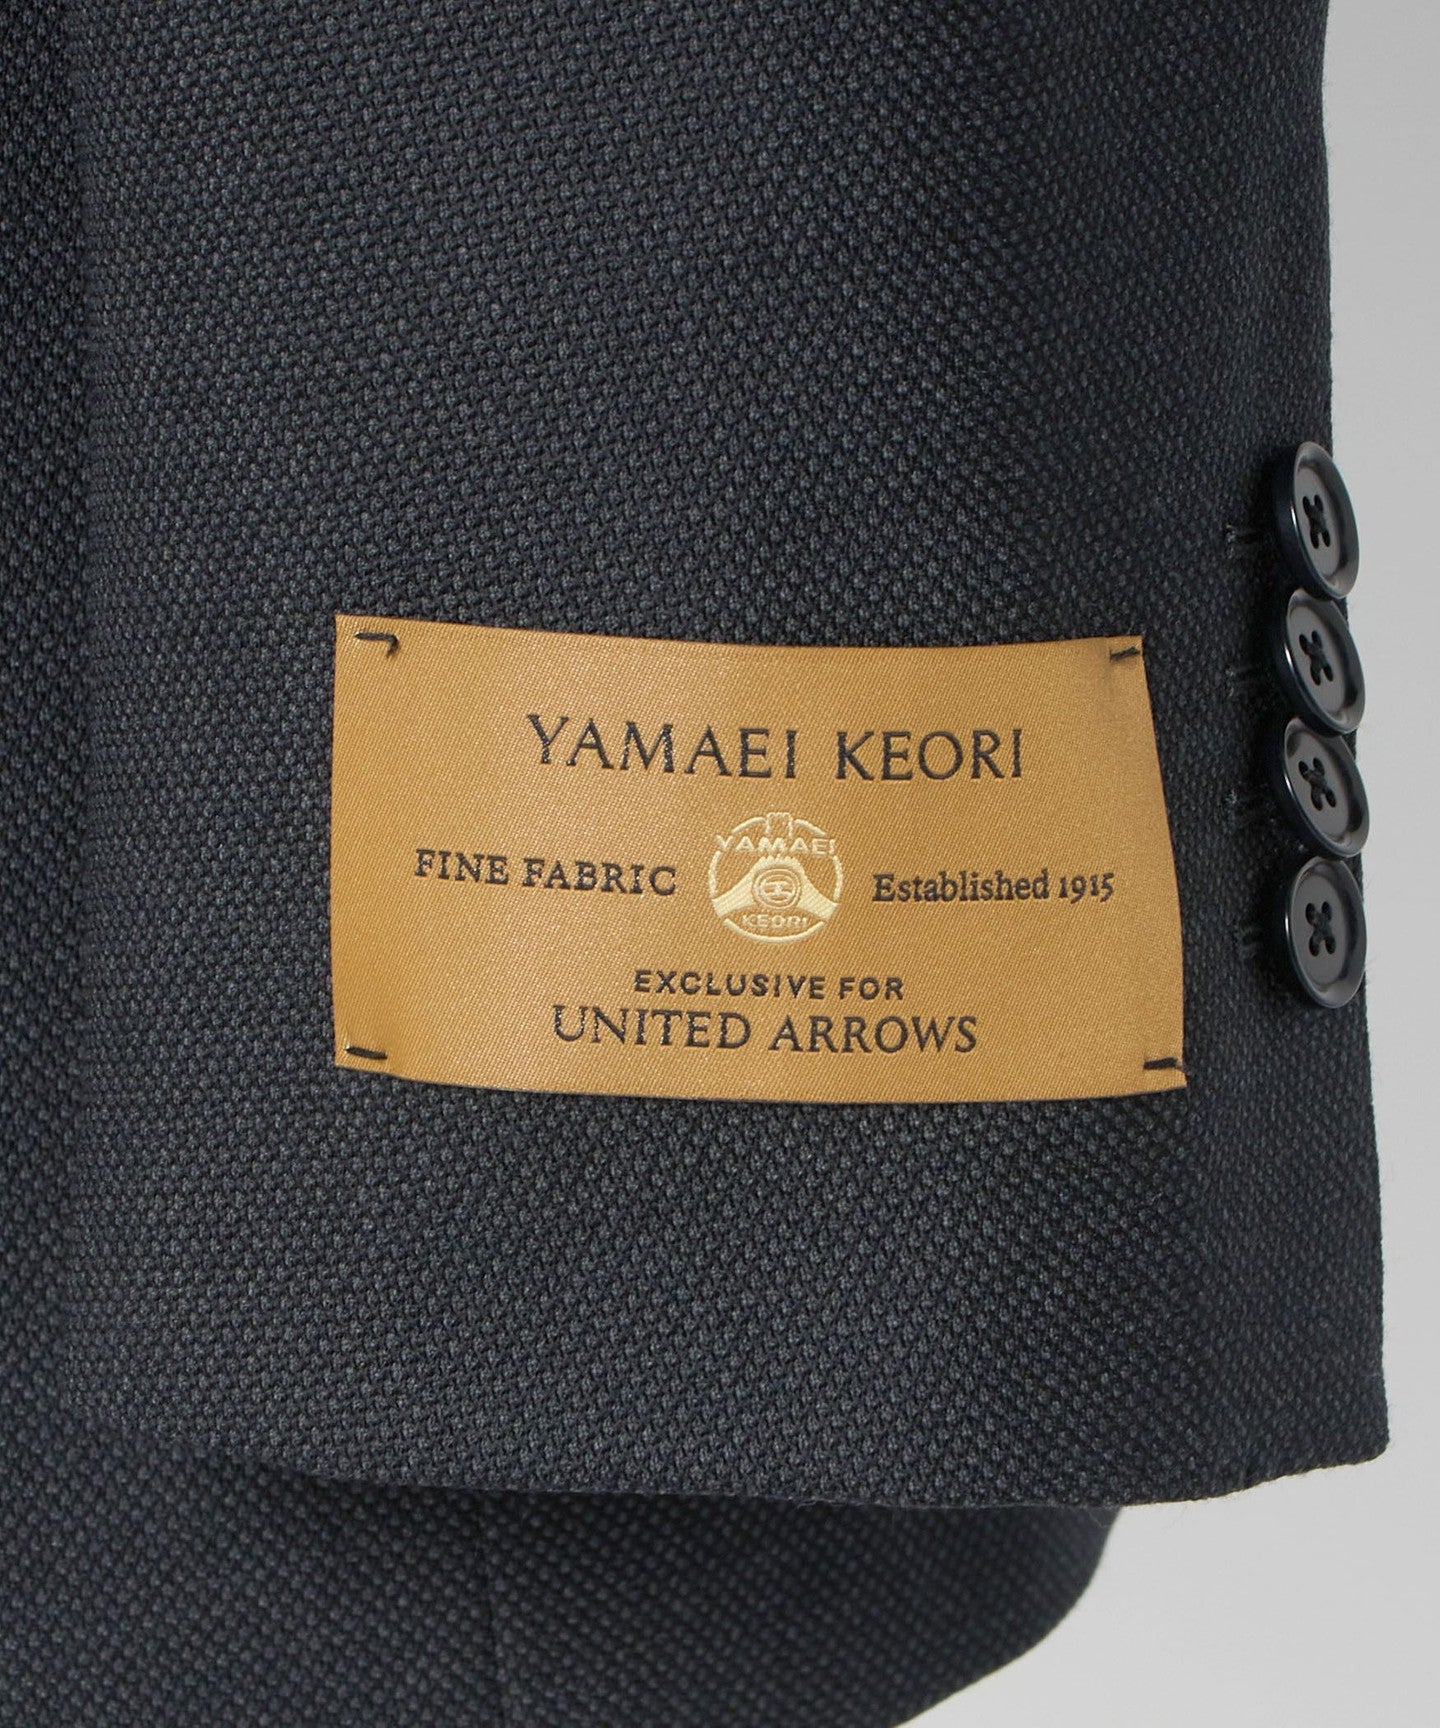 YAMAEI KEORI
FINE FABRIC
YAMAEI
KEORI
Established 1915
EXCLUSIVE FOR
UNITED ARROWS